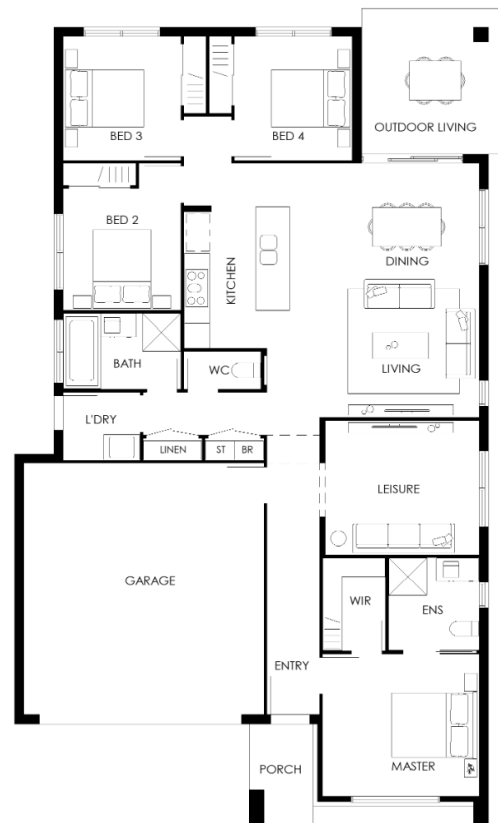 OUTDOOR LIVING
BED 3
BED 4
BED 2
DINING
KITCHEN
BATH
WC
LIVING
L'DRY
LINEN
ST
BR
LEISURE
GARAGE
WIR
ENS
ENTRY
PORCH
MASTER